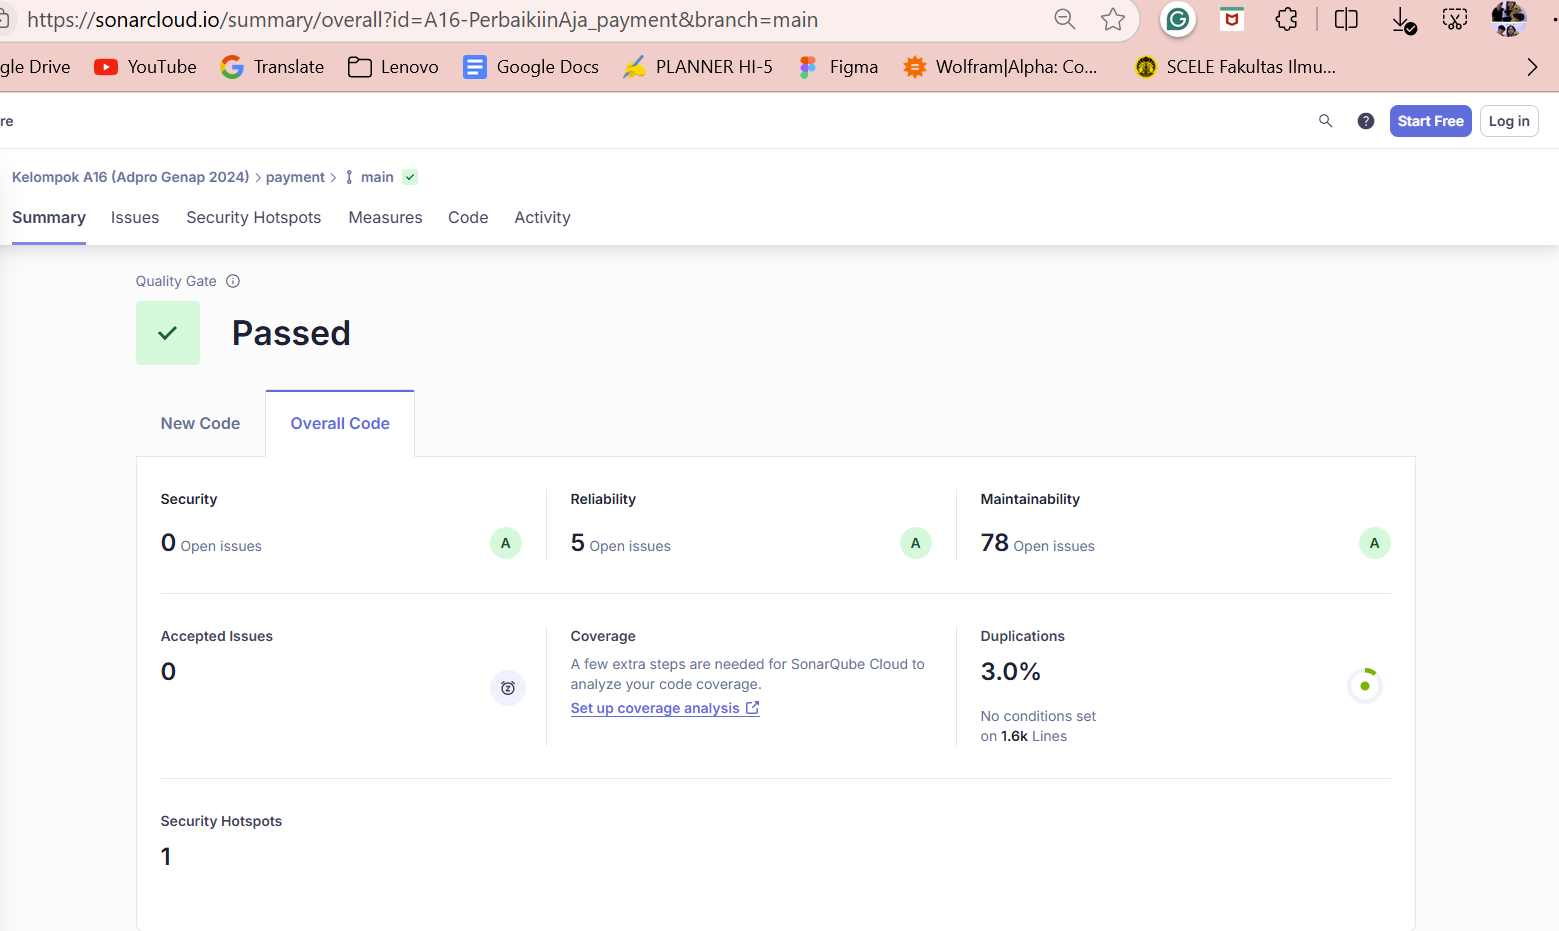 https://sonarcloud.io/summary/overall?id=A16-PerbaikiinAja_payment&branch=main
gle Drive YouTube Translate Lenovo Google Docs PLANNER HI-5 Figma Wolfram|Alpha: Co... SCELE Fakultas Ilmu...
re ? Start Free Log in
Kelompok A16 (Adpro Genap 2024) > payment > main
Summary Issues Security Hotspots Measures Code Activity
Quality Gate
Passed
New Code Overall Code
Security Reliability Maintainability
0 Open issues A 5 Open issues A 78 Open issues A
Accepted Issues Coverage Duplications
0 A few extra steps are needed for SonarQube Cloud to 3.0%
analyze your code coverage.
Set up coverage analysis
No conditions set
on 1.6k Lines
Security Hotspots
1